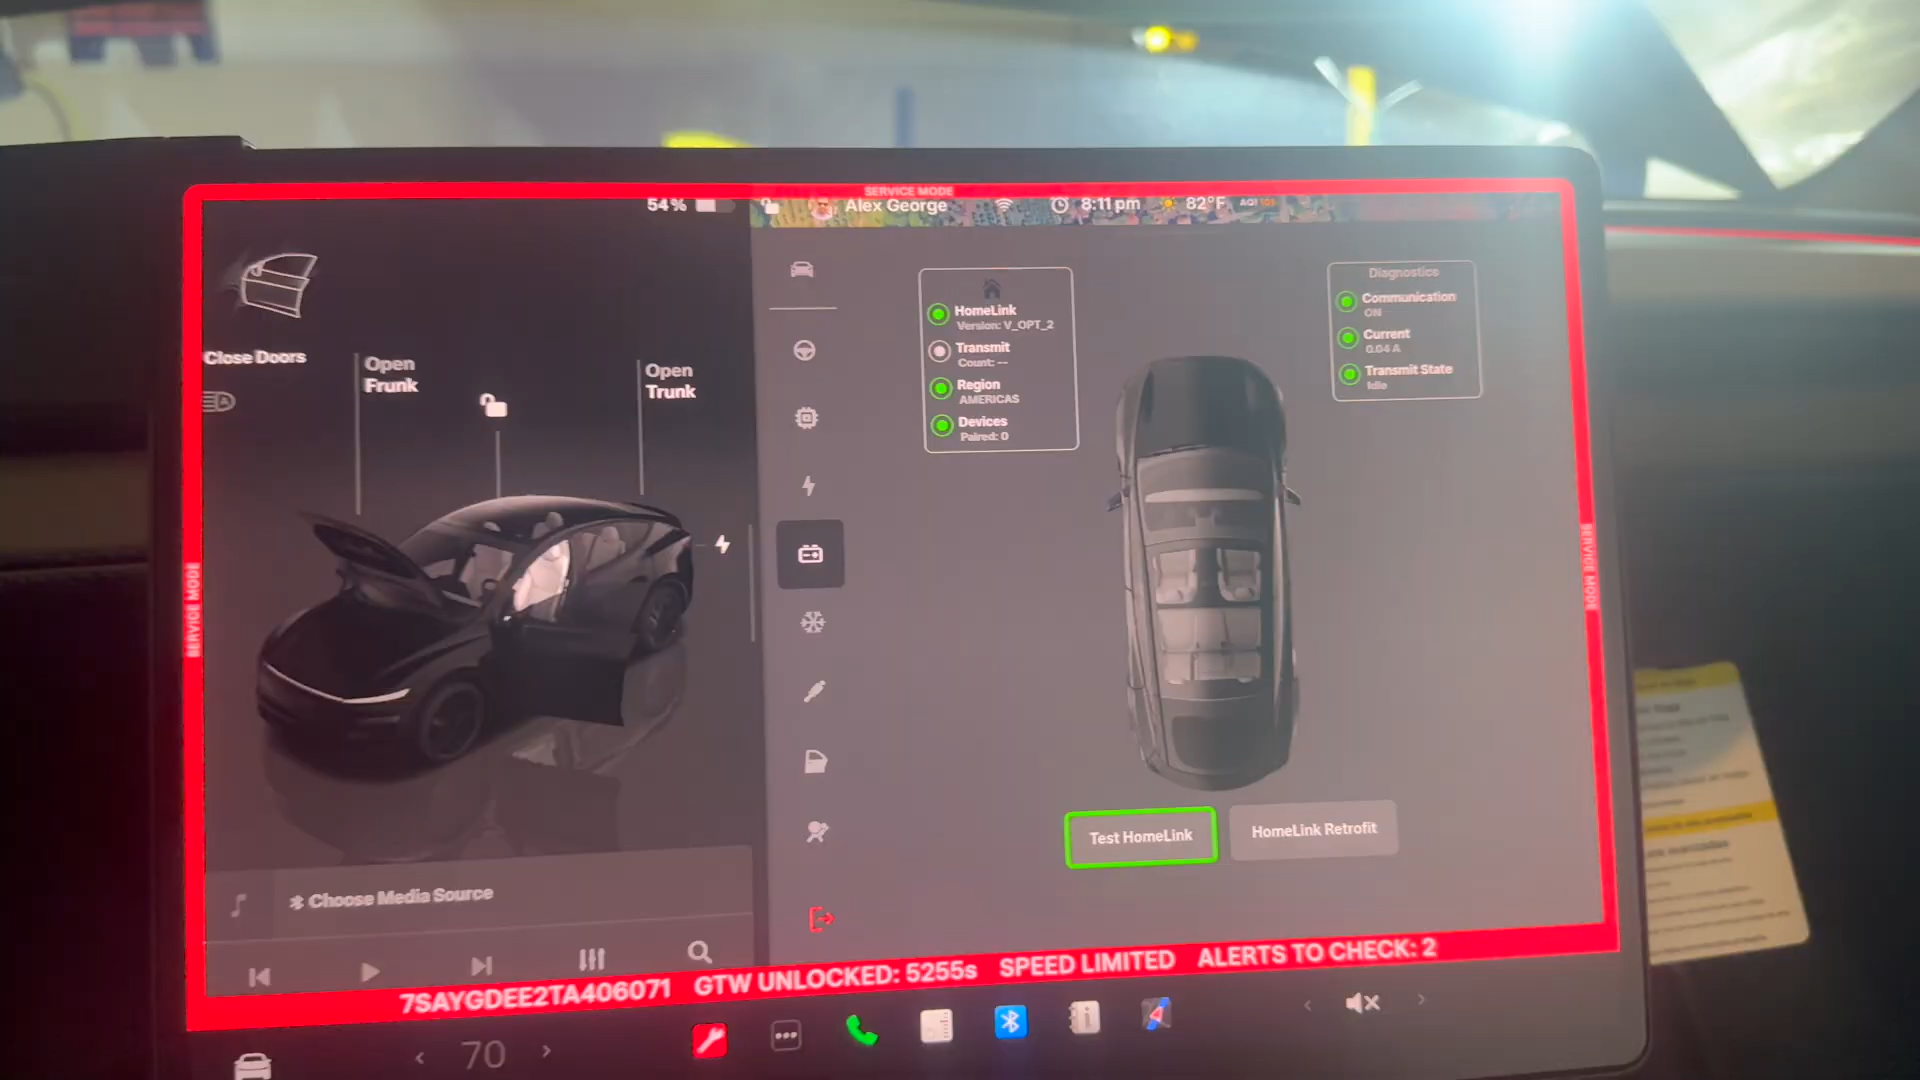 SERVICE MODE
54%
Alex George
8:11 pm
82°F
AQI 101
Close Doors
Open
Frunk
Open
Trunk
HomeLink
Version: V_OPT_2
Transmit
Count: --
Region
AMERICAS
Devices
Paired: 0
Diagnostics
Communication
ON
Current
0.04 A
Transmit State
Idle
SERVICE MODE
SERVICE MODE
Test HomeLink
HomeLink Retrofit
Choose Media Source
7SAYGDEE2TA406071 GTW UNLOCKED: 5255s SPEED LIMITED ALERTS TO CHECK: 2
70